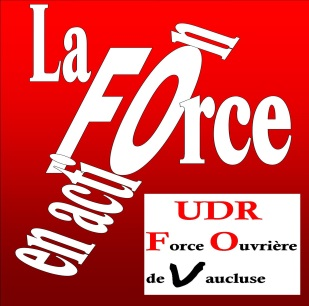 La
FOrce
en action
UDR
Force Ouvrière
de Vaucluse